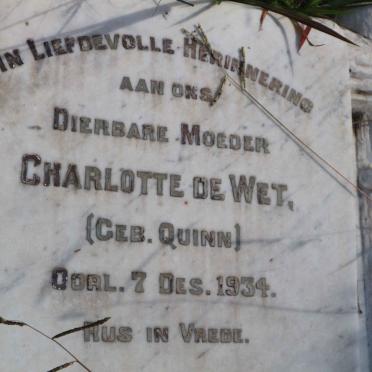 IN LIEFDEVOLLE HERINNERING
AAN ONS
DIERBARE MOEDER
CHARLOTTE DE WET,
(GEB. QUINN)
OORL. 7 DES. 1934.
RUS IN VREDE.